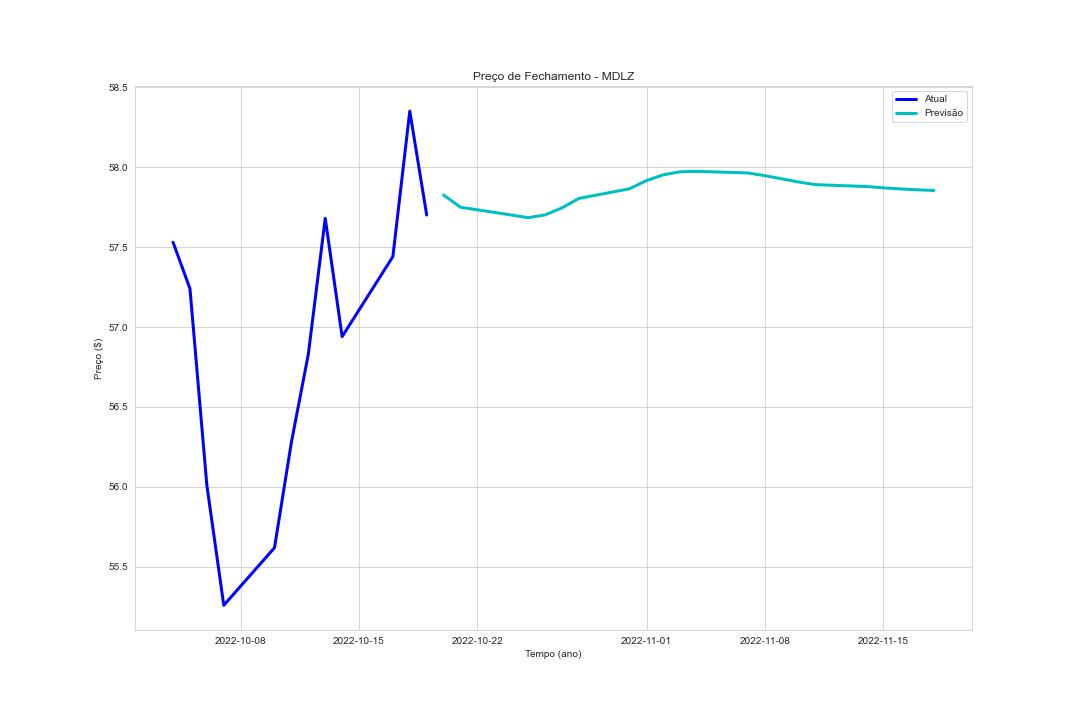 Preço de Fechamento - MDLZ
Atual
Previsão
58.5
58.0
57.5
57.0
56.5
56.0
55.5
Preço ($)
2022-10-08
2022-10-15
2022-10-22
2022-11-01
2022-11-08
2022-11-15
Tempo (ano)